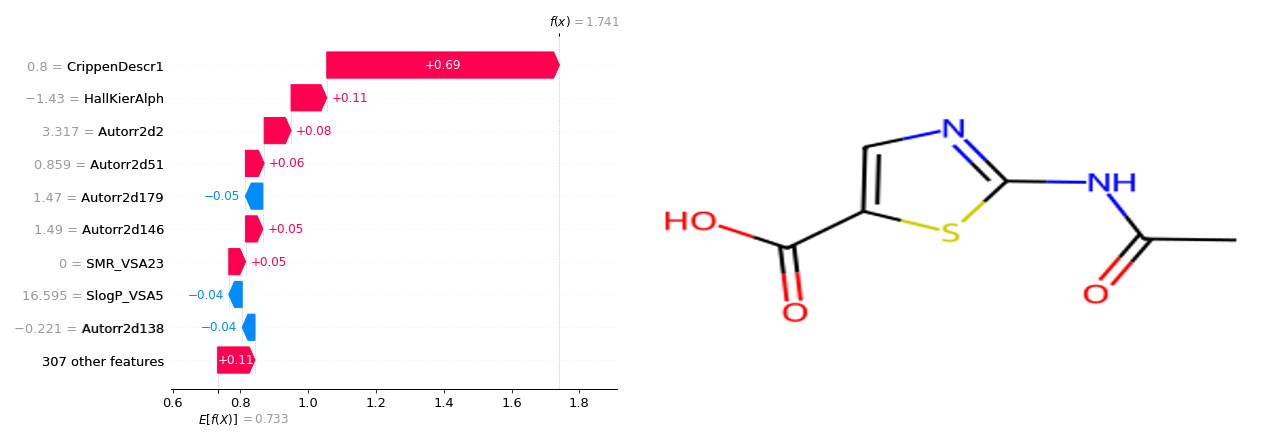 f(x) = 1.741
0.8 = CrippenDescr1
+0.69
−1.43 = HallKierAlph
+0.11
3.317 = Autorr2d2
+0.08
0.859 = Autorr2d51
+0.06
1.47 = Autorr2d179
−0.05
1.49 = Autorr2d146
+0.05
0 = SMR_VSA23
+0.05
16.595 = SlogP_VSA5
−0.04
−0.221 = Autorr2d138
−0.04
307 other features
+0.11
0.6 0.8 1.0 1.2 1.4 1.6 1.8
E[f(X)] = 0.733
N
NH
HO
S
O
O